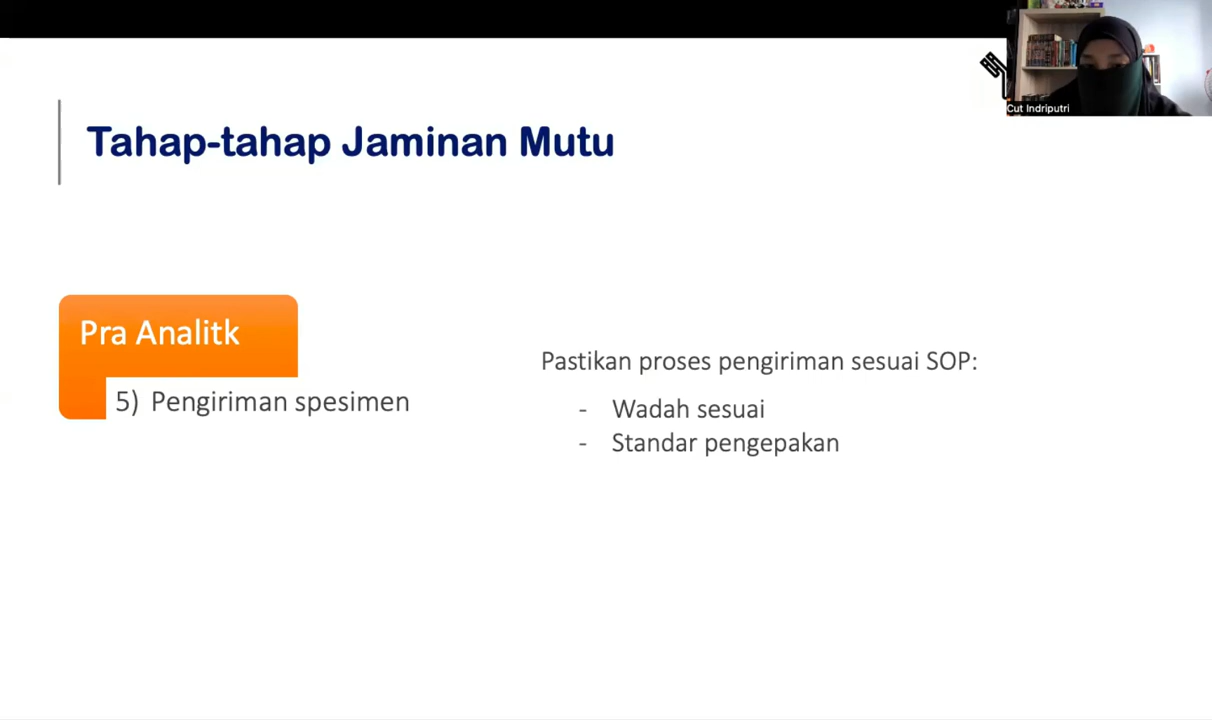 Cut Indriputri
Tahap-tahap Jaminan Mutu
Pra Analitk
5) Pengiriman spesimen
Pastikan proses pengiriman sesuai SOP:
- Wadah sesuai
- Standar pengepakan